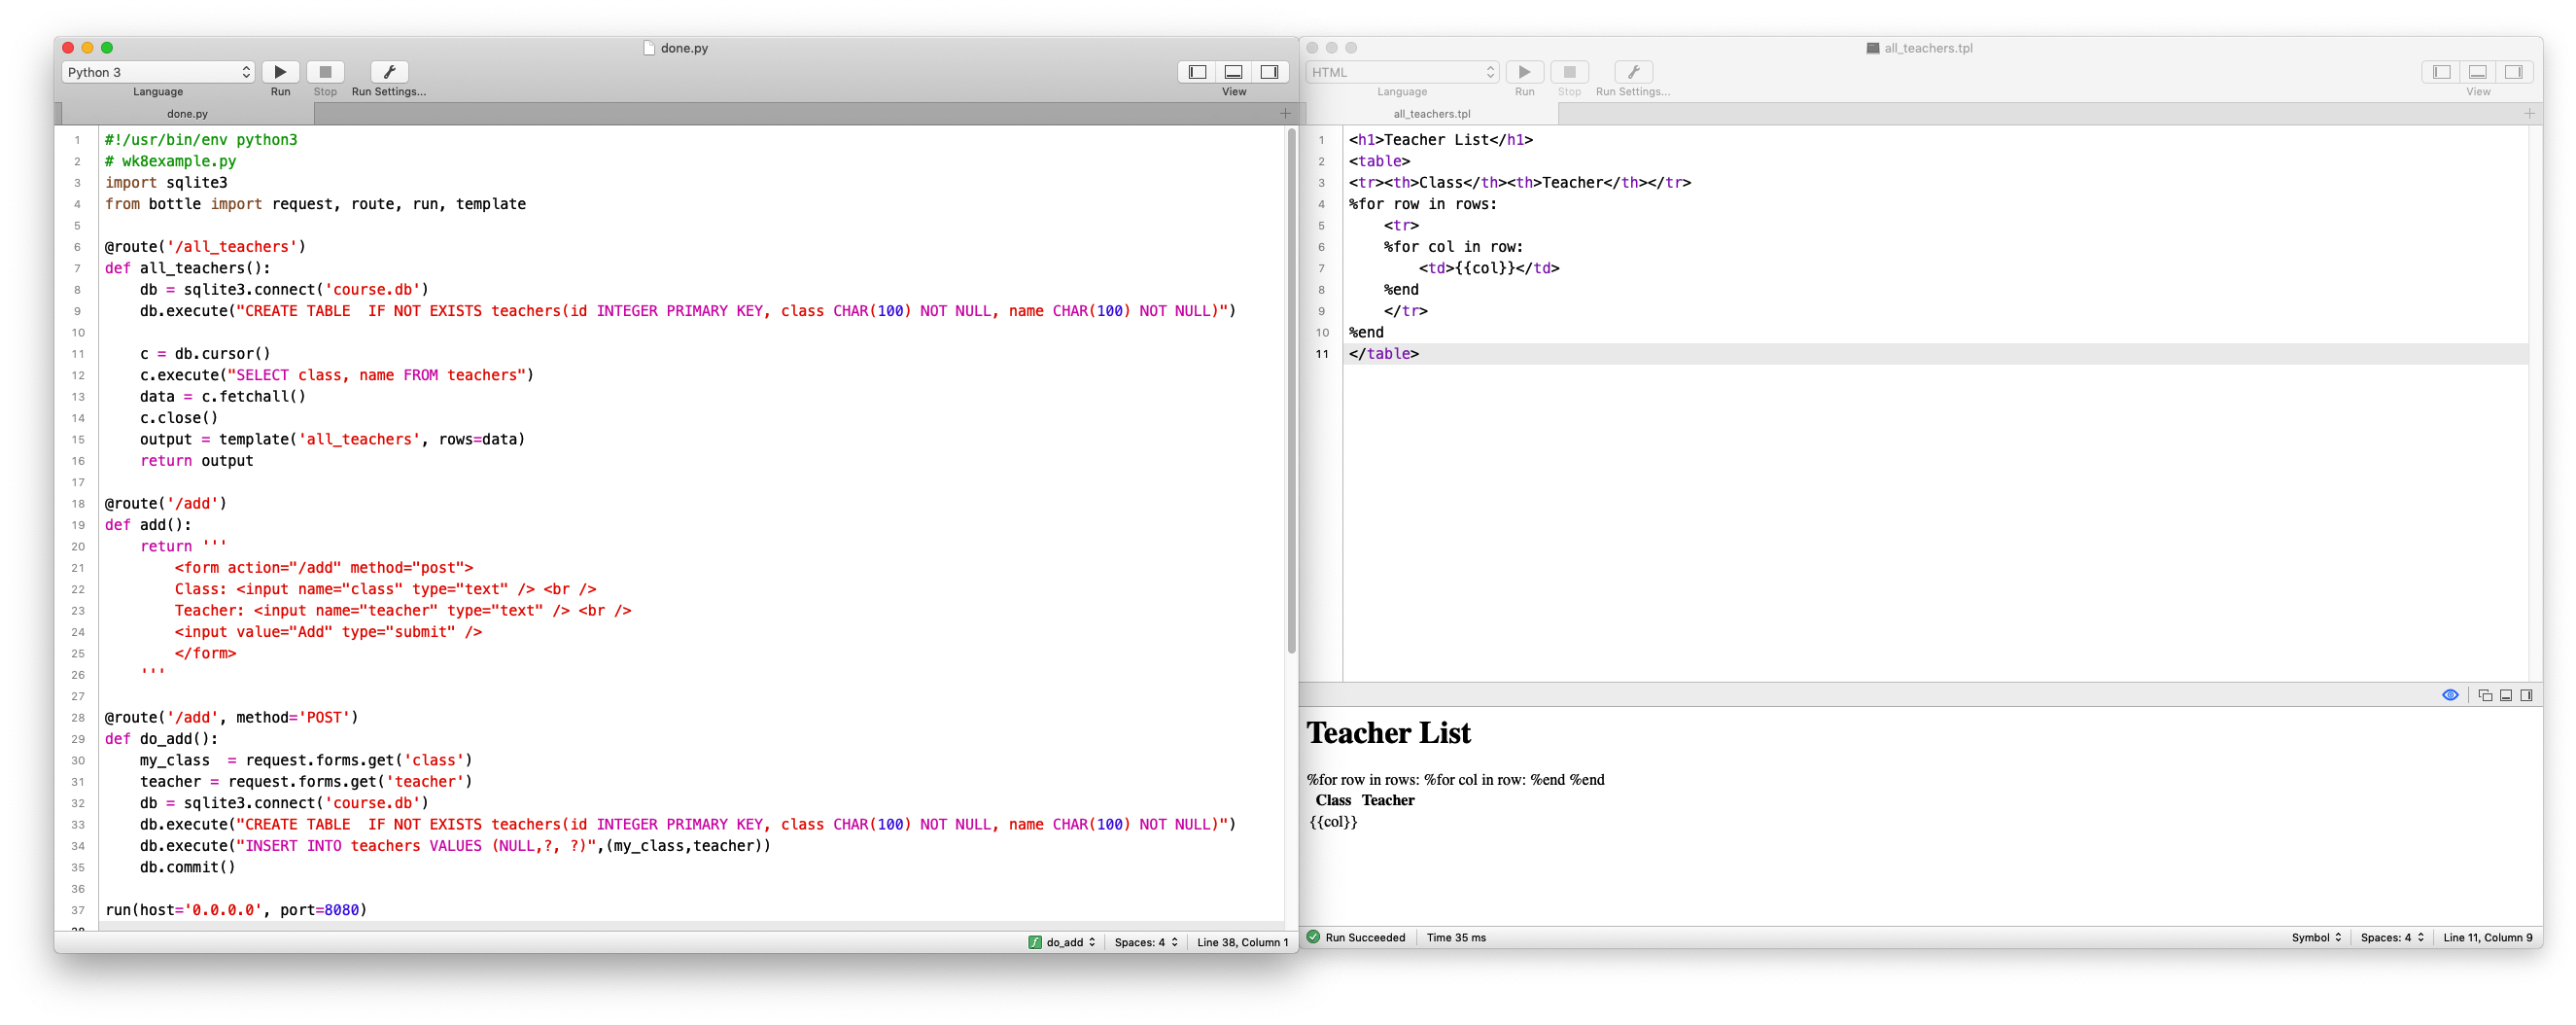 done.py
Python 3
Language
Run
Stop
Run Settings...
View
done.py
1 #!/usr/bin/env python3
2 # wk8example.py
3 import sqlite3
4 from bottle import request, route, run, template
5
6 @route('/all_teachers')
7 def all_teachers():
8     db = sqlite3.connect('course.db')
9     db.execute("CREATE TABLE  IF NOT EXISTS teachers(id INTEGER PRIMARY KEY, class CHAR(100) NOT NULL, name CHAR(100) NOT NULL)")
10
11     c = db.cursor()
12     c.execute("SELECT class, name FROM teachers")
13     data = c.fetchall()
14     c.close()
15     output = template('all_teachers', rows=data)
16     return output
17
18 @route('/add')
19 def add():
20     return '''
21         <form action="/add" method="post">
22         Class: <input name="class" type="text" /> <br />
23         Teacher: <input name="teacher" type="text" /> <br />
24         <input value="Add" type="submit" />
25         </form>
26     '''
27
28 @route('/add', method='POST')
29 def do_add():
30     my_class  = request.forms.get('class')
31     teacher = request.forms.get('teacher')
32     db = sqlite3.connect('course.db')
33     db.execute("CREATE TABLE  IF NOT EXISTS teachers(id INTEGER PRIMARY KEY, class CHAR(100) NOT NULL, name CHAR(100) NOT NULL)")
34     db.execute("INSERT INTO teachers VALUES (NULL,?, ?)",(my_class,teacher))
35     db.commit()
36
37 run(host='0.0.0.0', port=8080)
do_add Spaces: 4 Line 38, Column 1
all_teachers.tpl
HTML
Language
Run
Stop
Run Settings...
View
all_teachers.tpl
1 <h1>Teacher List</h1>
2 <table>
3 <tr><th>Class</th><th>Teacher</th></tr>
4 %for row in rows:
5     <tr>
6     %for col in row:
7         <td>{{col}}</td>
8     %end
9     </tr>
10 %end
11 </table>
Teacher List
%for row in rows: %for col in row: %end %end
Class Teacher
{{col}}
Run Succeeded Time 35 ms Symbol Spaces: 4 Line 11, Column 9